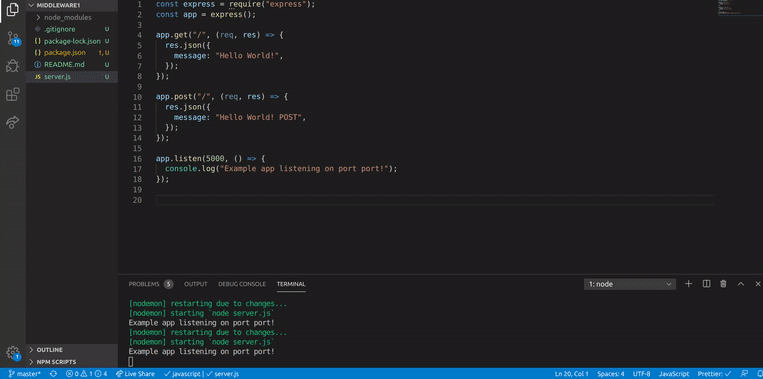 MIDDLEWARE1
node_modules
.gitignore U
package-lock.json U
package.json 1, U
README.md U
JS server.js U
OUTLINE
NPM SCRIPTS
11
1
1 const express = require("express");
2 const app = express();
3
4 app.get("/", (req, res) => {
5 res.json({
6 message: "Hello World!",
7 });
8 });
9
10 app.post("/", (req, res) => {
11 res.json({
12 message: "Hello World! POST",
13 });
14 });
15
16 app.listen(5000, () => {
17 console.log("Example app listening on port port!");
18 });
19
20
PROBLEMS 5 OUTPUT DEBUG CONSOLE TERMINAL 1: node
[nodemon] restarting due to changes...
[nodemon] starting `node server.js`
Example app listening on port port!
[nodemon] restarting due to changes...
[nodemon] starting `node server.js`
Example app listening on port port!
master* 0 1 4 Live Share javascript | server.js Ln 20, Col 1 Spaces: 4 UTF-8 JavaScript Prettier: